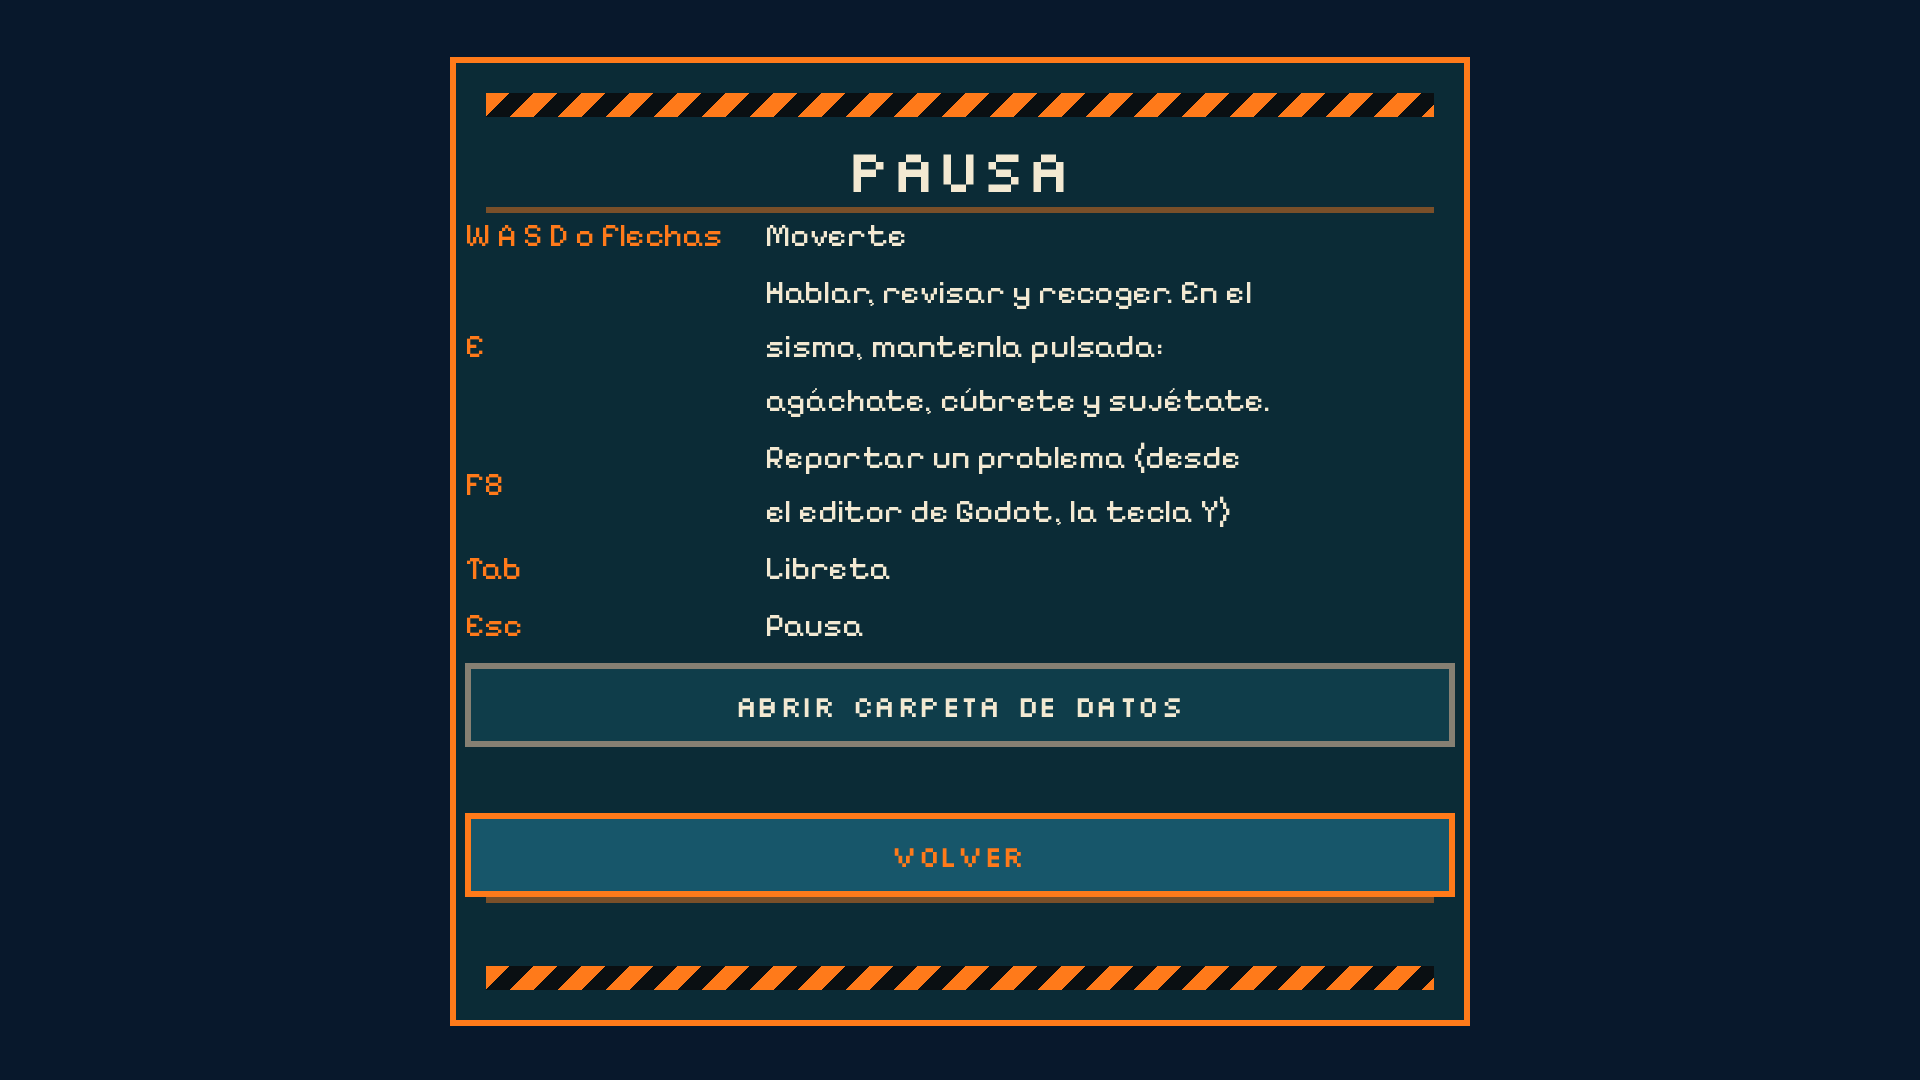 PAUSA
W A S D o Flechas Moverte
Hablar, revisar y recoger. En el
E sismo, mantenla pulsada:
agáchate, cúbrete y sujétate.
Reportar un problema (desde
F8
el editor de Godot, la tecla Y)
Tab Libreta
Esc Pausa
ABRIR CARPETA DE DATOS
VOLVER